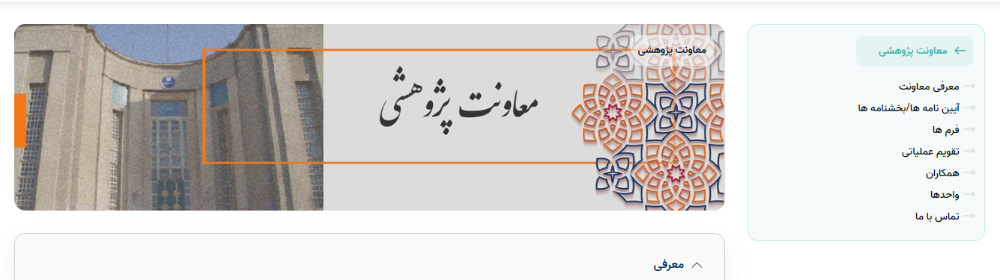 معاونت پژوهشی
معرفی معاونت
آیین نامه ها/بخشنامه ها
فرم ها
تقویم عملیاتی
همکاران
واحدها
تماس با ما
معاونت پژوهشی
معاونت پژوهشی
معرفی